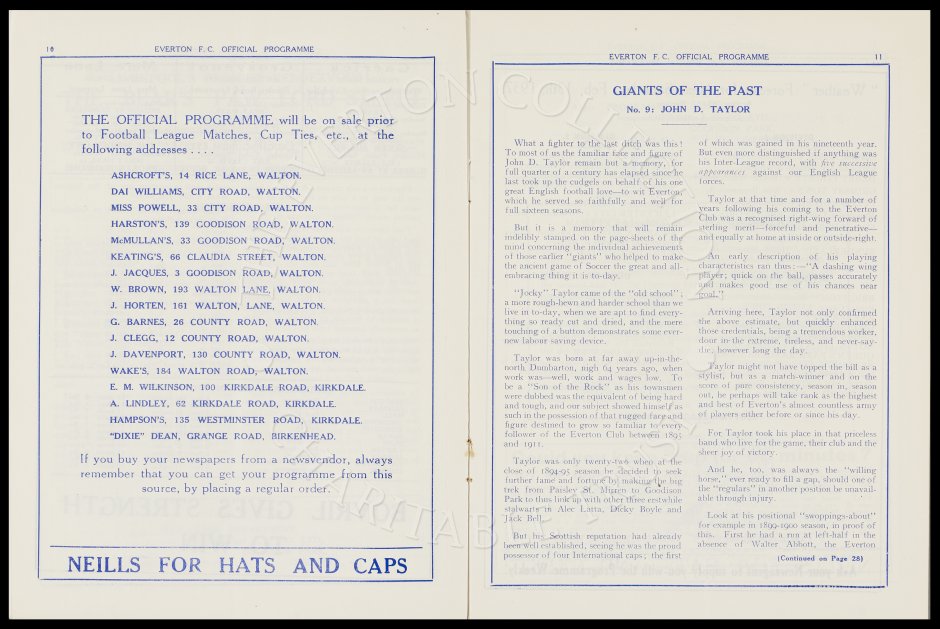 10
EVERTON F. C. OFFICIAL PROGRAMME
THE OFFICIAL PROGRAMME will be on sale prior
to Football League Matches, Cup Ties, etc., at the
following addresses . . . .
ASHCROFT'S, 14 RICE LANE, WALTON.
DAI WILLIAMS, CITY ROAD, WALTON.
MISS POWELL, 33 CITY ROAD, WALTON.
HARSTON'S, 139 GOODISON ROAD, WALTON.
McMULLAN'S, 33 GOODISON ROAD, WALTON.
KEATING'S, 66 CLAUDIA STREET, WALTON.
J. JACQUES, 3 GOODISON ROAD, WALTON.
W. BROWN, 193 WALTON LANE, WALTON.
J. HORTEN, 161 WALTON, LANE, WALTON.
G. BARNES, 26 COUNTY ROAD, WALTON.
J. CLEGG, 12 COUNTY ROAD, WALTON.
J. DAVENPORT, 130 COUNTY ROAD, WALTON.
WAKE'S, 184 WALTON ROAD, WALTON.
E. M. WILKINSON, 100 KIRKDALE ROAD, KIRKDALE.
A. LINDLEY, 62 KIRKDALE ROAD, KIRKDALE.
HAMPSON'S, 135 WESTMINSTER ROAD, KIRKDALE.
"DIXIE" DEAN, GRANGE ROAD, BIRKENHEAD.
If you buy your newspapers from a newsvendor, always
remember that you can get your programme from this
source, by placing a regular order.
NEILLS FOR HATS AND CAPS
EVERTON F. C. OFFICIAL PROGRAMME
11
GIANTS OF THE PAST
No. 9: JOHN D. TAYLOR
What a fighter to the last ditch was this!
To most of us the familiar face and figure of
John D. Taylor remain but a memory, for
full quarter of a century has elapsed since he
last took up the cudgels on behalf of his one
great English football love—to wit Everton,
which he served so faithfully and well for
full sixteen seasons.
But it is a memory that will remain
indelibly stamped on the page-sheets of the
mind concerning the individual achievements
of those earlier "giants" who helped to make
the ancient game of Soccer the great and all-
embracing thing it is to-day.
"Jocky" Taylor came of the "old school";
a more rough-hewn and harder school than we
live in to-day, when we are apt to find every-
thing so ready cut and dried, and the mere
touching of a button demonstrates some ever-
new labour saving device.
Taylor was born at far away up-in-the-
north Dumbarton, nigh 64 years ago, when
work was—well, work and wages low. To
be a "Son of the Rock" as his townsmen
were dubbed was the equivalent of being hard
and tough, and our subject showed himself as
such in the possession of that rugged face and
figure destined to grow so familiar to every
follower of the Everton Club between 1895
and 1911.
Taylor was only twenty-two when at the
close of 1894-95 season he decided to seek
further fame and fortune by making the big
trek from Paisley St. Mirren to Goodison
Park to thus link up with other three erstwhile
stalwarts in Alec Latta, Dicky Boyle and
Jack Bell.
But his Scottish reputation had already
been well established, seeing he was the proud
possessor of four International caps; the first
of which was gained in his nineteenth year.
But even more distinguished if anything was
his Inter-League record, with five successive
appearances against our English League
forces.
Taylor at that time and for a number of
years following his coming to the Everton
Club was a recognised right-wing forward of
sterling merit—forceful and penetrative—
and equally at home at inside or outside-right.
An early description of his playing
characteristics ran thus:—"A dashing wing
player; quick on the ball, passes accurately
and makes good use of his chances near
goal."
Arriving here, Taylor not only confirmed
the above estimate, but quickly enhanced
those credentials, being a tremendous worker,
dour in the extreme, tireless, and never-say-
die, however long the day.
Taylor might not have topped the bill as a
stylist, but as a match-winner and on the
score of pure consistency, season in, season
out, he perhaps will take rank as the highest
and best of Everton's almost countless army
of players either before or since his day.
For Taylor took his place in that priceless
band who live for the game, their club and the
sheer joy of victory.
And he, too, was always the "willing
horse," ever ready to fill a gap, should one of
the "regulars" in another position be unavail-
able through injury.
Look at his positional "swoppings-about"
for example in 1899-1900 season, in proof of
this. First he had a run at left-half in the
absence of Walter Abbott, the Everton
(Continued on Page 28)